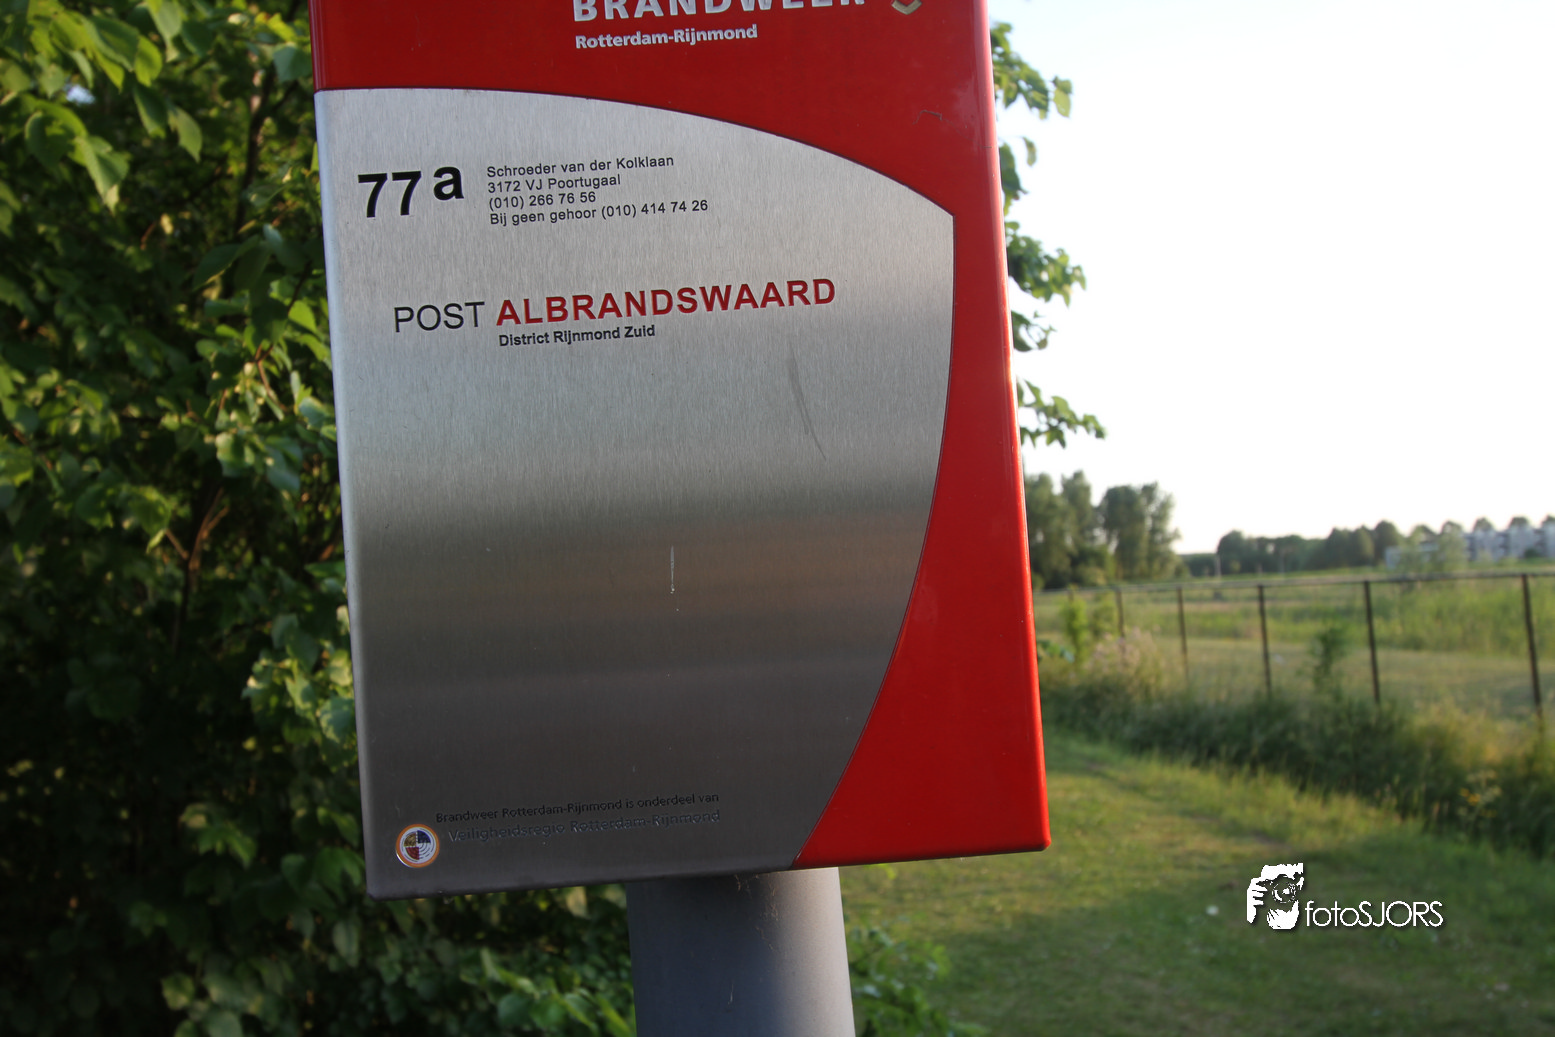 BRANDWEER
Rotterdam-Rijnmond
77a
Schroeder van der Kolklaan
3172 VJ Poortugaal
(010) 266 76 56
Bij geen gehoor (010) 414 74 26
POST ALBRANDSWAARD
District Rijnmond Zuid
Brandweer Rotterdam-Rijnmond is onderdeel van
Veiligheidsregio Rotterdam-Rijnmond
fotoSJORS